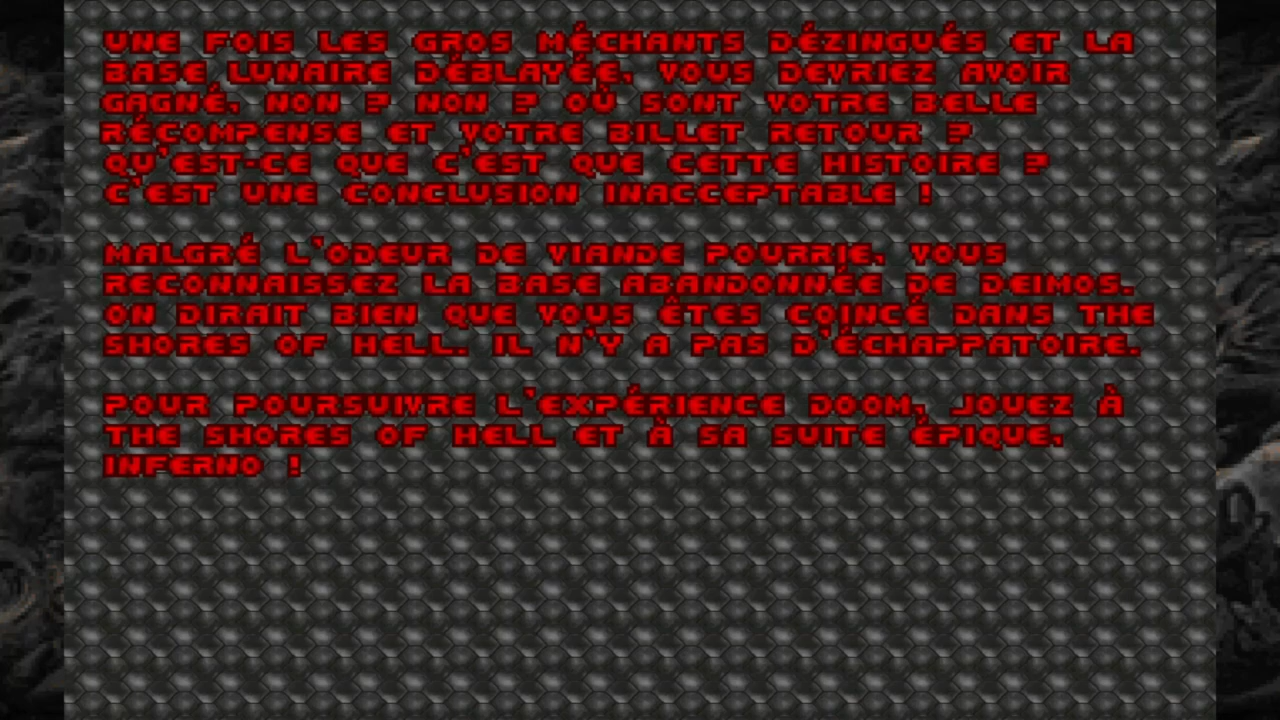 UNE FOIS LES GROS MÉCHANTS DÉZINGUÉS ET LA
BASE LUNAIRE DÉBLAYÉE, VOUS DEVRIEZ AVOIR
GAGNÉ, NON ? NON ? OÙ SONT VOTRE BELLE
RÉCOMPENSE ET VOTRE BILLET RETOUR ?
QU'EST-CE QUE C'EST QUE CETTE HISTOIRE ?
C'EST UNE CONCLUSION INACCEPTABLE !
MALGRÉ L'ODEUR DE VIANDE POURRIE, VOUS
RECONNAISSEZ LA BASE ABANDONNÉE DE DEIMOS.
ON DIRAIT BIEN QUE VOUS ÊTES COINCÉ DANS THE
SHORES OF HELL. IL N'Y A PAS D'ÉCHAPPATOIRE.
POUR POURSUIVRE L'EXPÉRIENCE DOOM, JOUEZ À
THE SHORES OF HELL ET À SA SUITE ÉPIQUE,
INFERNO !